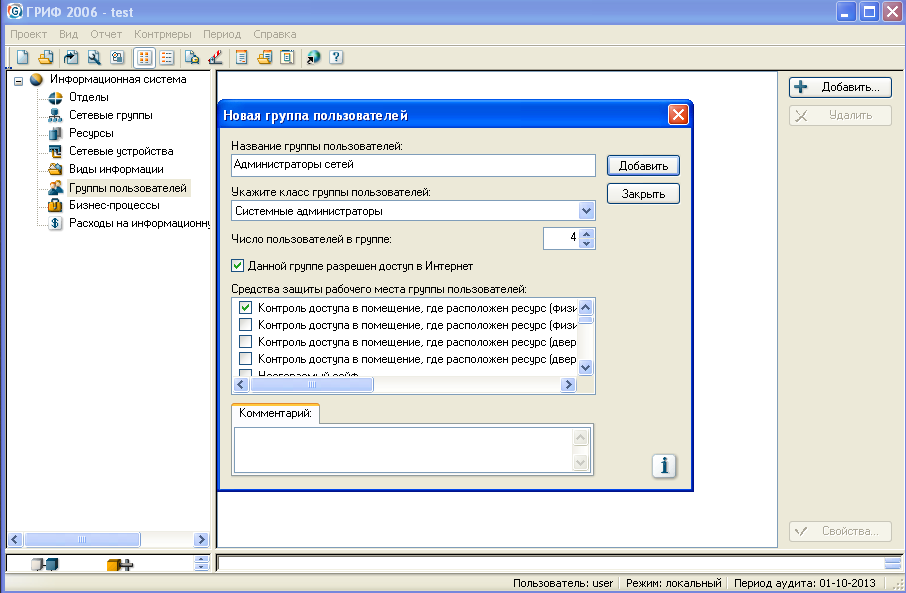 ГРИФ 2006 - test
Проект Вид Отчет Контрмеры Период Справка
Информационная система
Отделы
Сетевые группы
Ресурсы
Сетевые устройства
Виды информации
Группы пользователей
Бизнес-процессы
Расходы на информационну
Добавить...
Удалить
Новая группа пользователей
Название группы пользователей:
Администраторы сетей
Добавить
Закрыть
Укажите класс группы пользователей:
Системные администраторы
Число пользователей в группе:
4
Данной группе разрешен доступ в Интернет
Средства защиты рабочего места группы пользователей:
Контроль доступа в помещение, где расположен ресурс (физи
Контроль доступа в помещение, где расположен ресурс (физи
Контроль доступа в помещение, где расположен ресурс (двер
Контроль доступа в помещение, где расположен ресурс (двер
Комментарий:
Свойства...
Пользователь: user
Режим: локальный
Период аудита: 01-10-2013